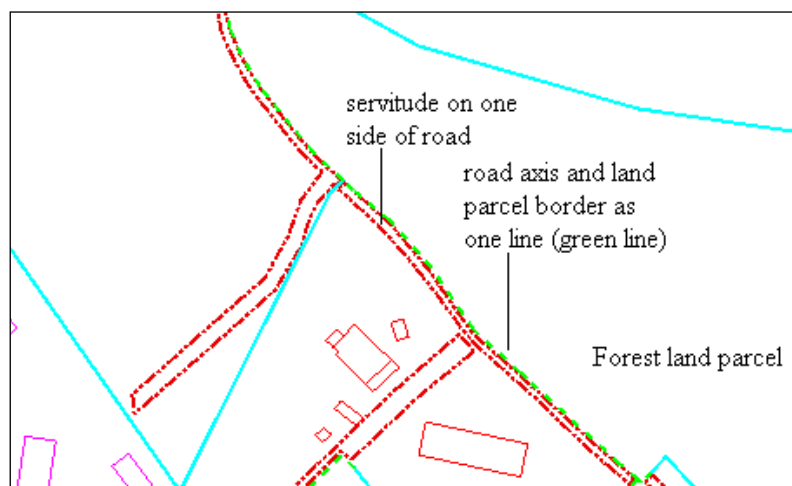 servitude on one
side of road
road axis and land
parcel border as
one line (green line)
Forest land parcel